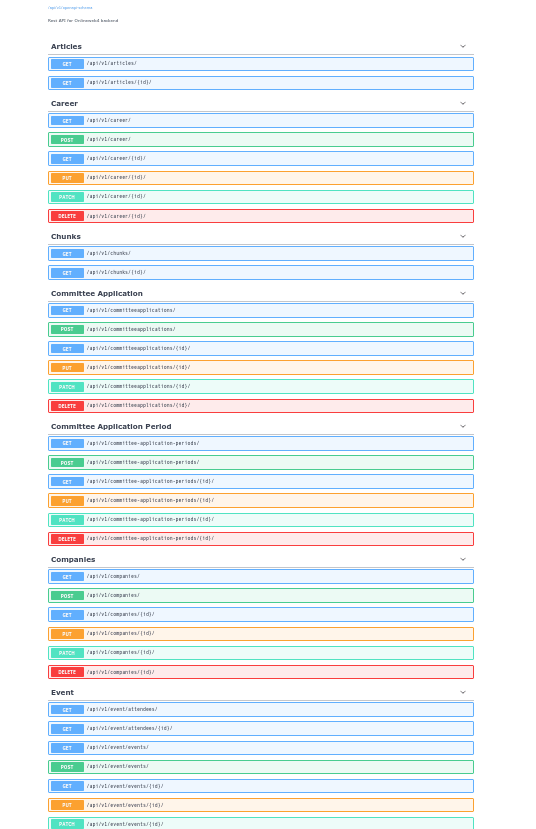 /api/v1/openapi-schema
Rest API for Onlineweb4 backend
Articles
GET /api/v1/articles/
GET /api/v1/articles/{id}/
Career
GET /api/v1/career/
POST /api/v1/career/
GET /api/v1/career/{id}/
PUT /api/v1/career/{id}/
PATCH /api/v1/career/{id}/
DELETE /api/v1/career/{id}/
Chunks
GET /api/v1/chunks/
GET /api/v1/chunks/{id}/
Committee Application
GET /api/v1/committeeapplications/
POST /api/v1/committeeapplications/
GET /api/v1/committeeapplications/{id}/
PUT /api/v1/committeeapplications/{id}/
PATCH /api/v1/committeeapplications/{id}/
DELETE /api/v1/committeeapplications/{id}/
Committee Application Period
GET /api/v1/committee-application-periods/
POST /api/v1/committee-application-periods/
GET /api/v1/committee-application-periods/{id}/
PUT /api/v1/committee-application-periods/{id}/
PATCH /api/v1/committee-application-periods/{id}/
DELETE /api/v1/committee-application-periods/{id}/
Companies
GET /api/v1/companies/
POST /api/v1/companies/
GET /api/v1/companies/{id}/
PUT /api/v1/companies/{id}/
PATCH /api/v1/companies/{id}/
DELETE /api/v1/companies/{id}/
Event
GET /api/v1/event/attendees/
GET /api/v1/event/attendees/{id}/
GET /api/v1/event/events/
POST /api/v1/event/events/
GET /api/v1/event/events/{id}/
PUT /api/v1/event/events/{id}/
PATCH /api/v1/event/events/{id}/